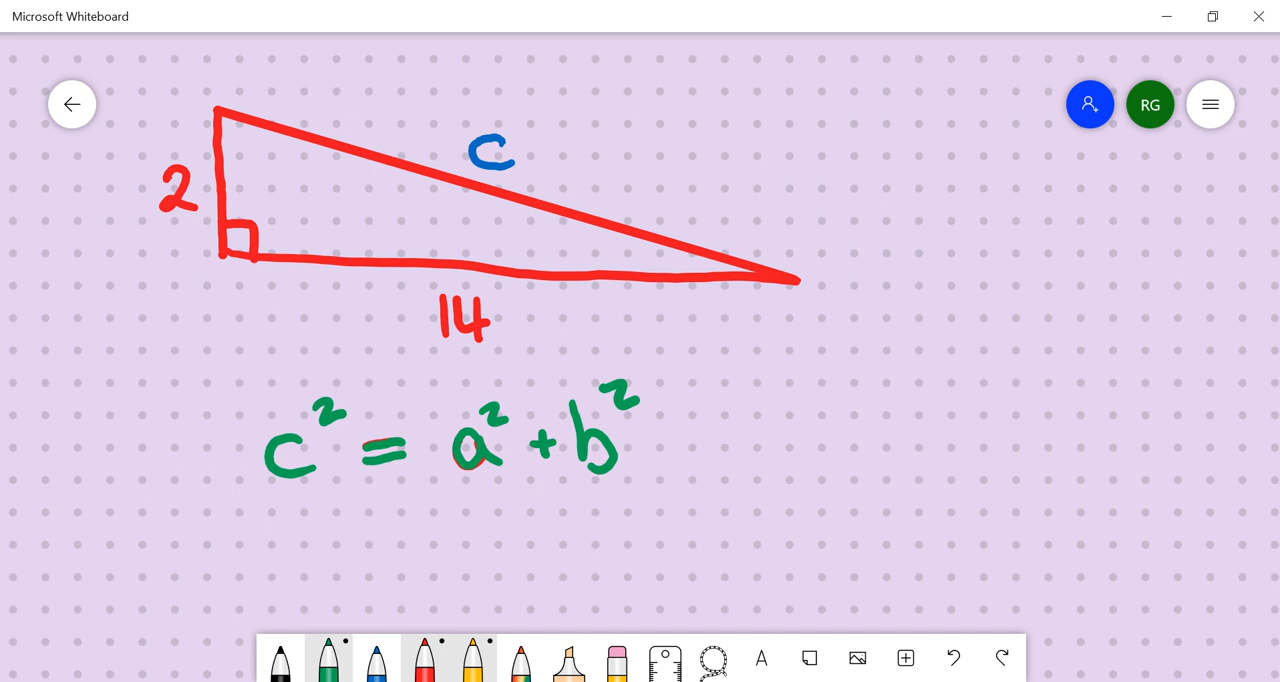 Microsoft Whiteboard
RG
c
2
14
c² = a² + b²
A